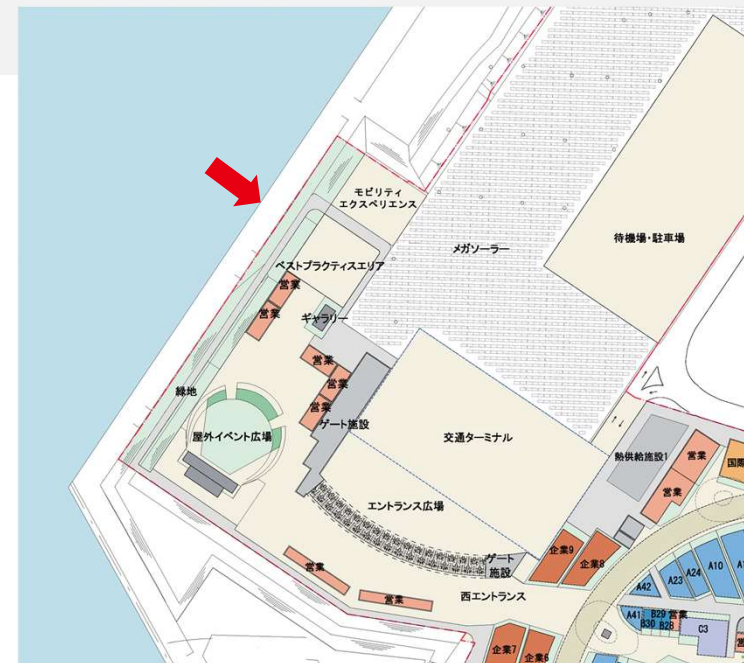 モビリティ
エクスペリエンス
メガソーラー
待機場・駐車場
ベストプラクティスエリア
営業
営業
ギャラリー
営業
営業
営業
ゲート施設
緑地
屋外イベント広場
交通ターミナル
熱供給施設1
営業
営業
国際
エントランス広場
ゲート
施設
企業9
企業8
営業
営業
西エントランス
A42
A23
A24
A10
A41
B29
営業
B30
B28
C3
企業7
企業6